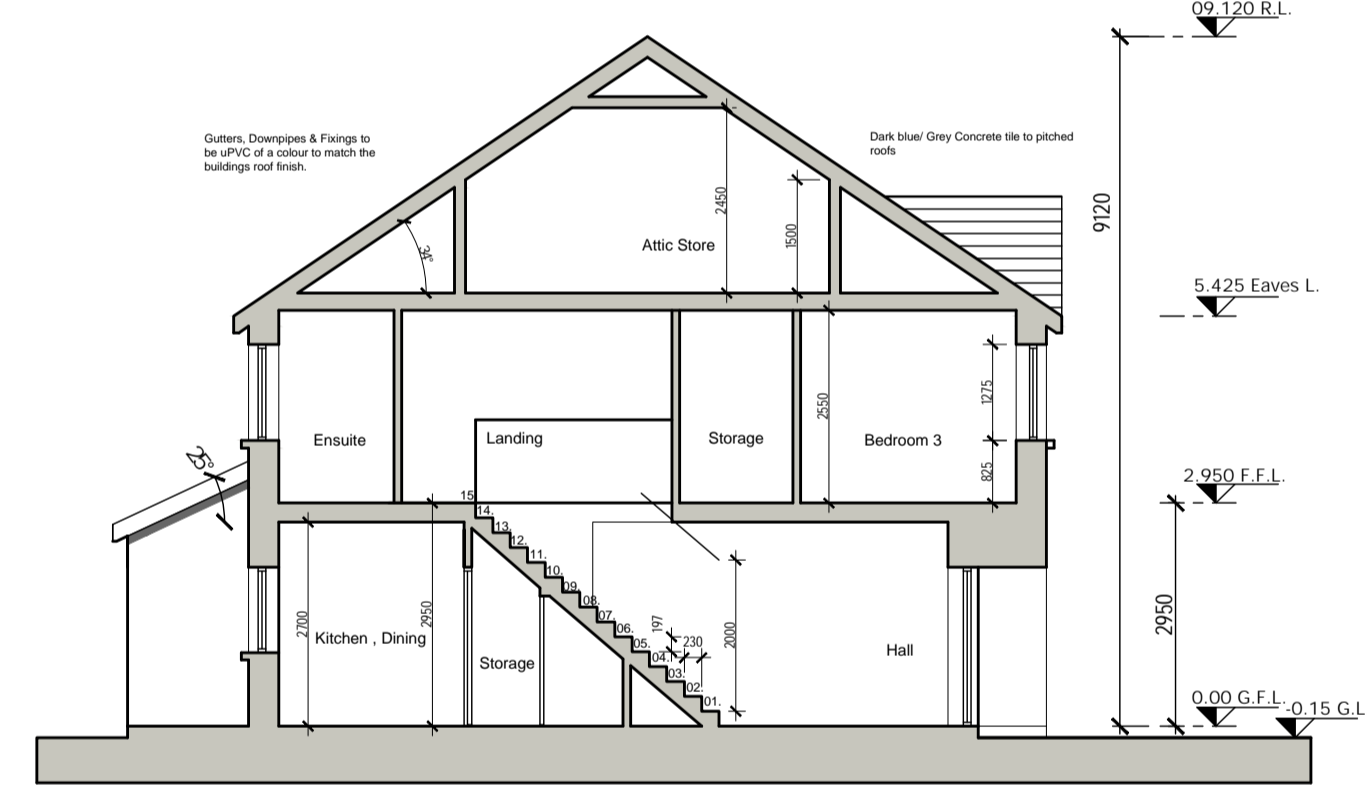 09.120 R.L.
Gutters, Downpipes & Fixings to
be uPVC of a colour to match the
buildings roof finish.
Dark blue/ Grey Concrete tile to pitched
roofs
9120
2450
1500
34°
Attic Store
5.425 Eaves L.
1275
2550
Ensuite
Landing
Storage
Bedroom 3
825
25°
2.950 F.F.L.
15
14.
13.
12.
11.
10.
09.
08.
07.
06.
05.
04.
03.
02.
01.
197
230
2000
2700
2950
Kitchen , Dining
Storage
Hall
2950
0.00 G.F.L.
-0.15 G.L